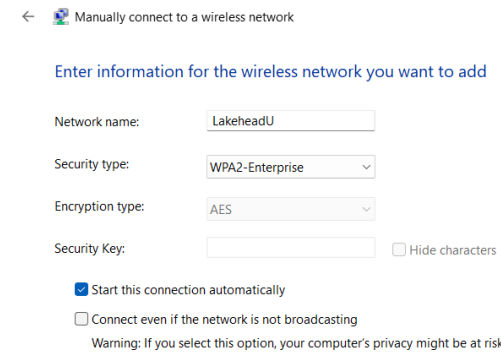 Manually connect to a wireless network
Enter information for the wireless network you want to add
Network name: LakeheadU
Security type: WPA2-Enterprise
Encryption type: AES
Security Key: Hide characters
Start this connection automatically
Connect even if the network is not broadcasting
Warning: If you select this option, your computer's privacy might be at risk